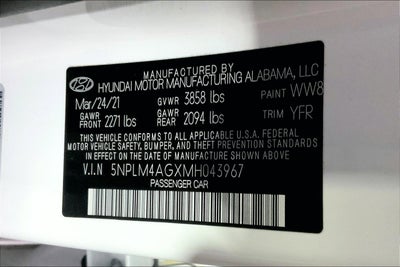 MANUFACTURED BY
HYUNDAI MOTOR MANUFACTURING ALABAMA, LLC
Mar/24/21 GVWR 3858 lbs PAINT WW8
GAWR FRONT 2271 lbs GAWR REAR 2094 lbs TRIM YFR
THIS VEHICLE CONFORMS TO ALL APPLICABLE U.S.A. FEDERAL
MOTOR VEHICLE SAFETY, BUMPER, AND THEFT PREVENTION STANDARDS
IN EFFECT ON THE DATE OF MANUFACTURE SHOWN ABOVE.
V.I.N 5NPLM4AGXMH043967
PASSENGER CAR